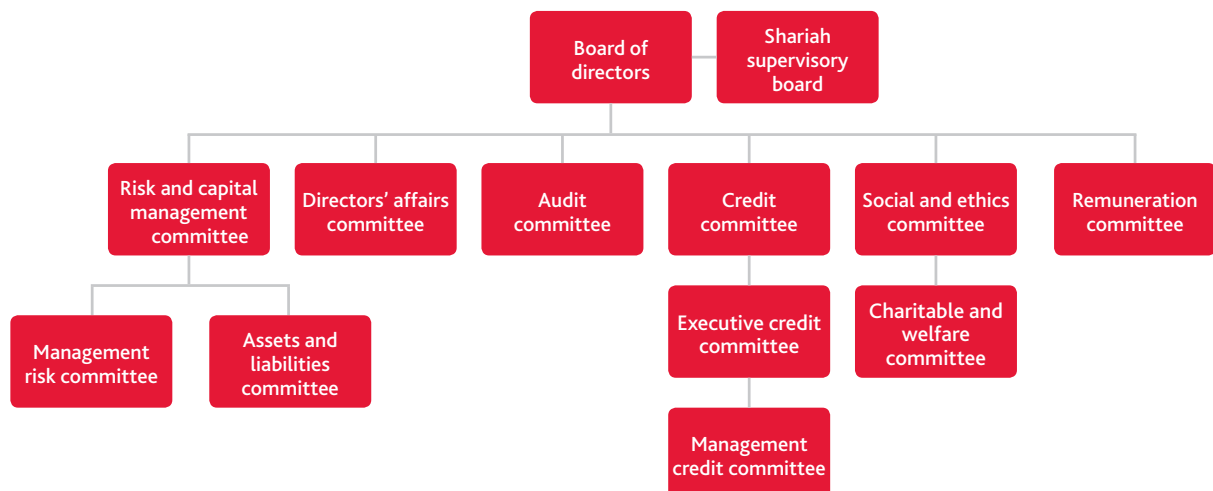 Board of
directors
Shariah
supervisory
board
Risk and capital
management
committee
Directors’ affairs
committee
Audit
committee
Credit
committee
Social and ethics
committee
Remuneration
committee
Management
risk committee
Assets and
liabilities
committee
Executive credit
committee
Charitable and
welfare
committee
Management
credit committee